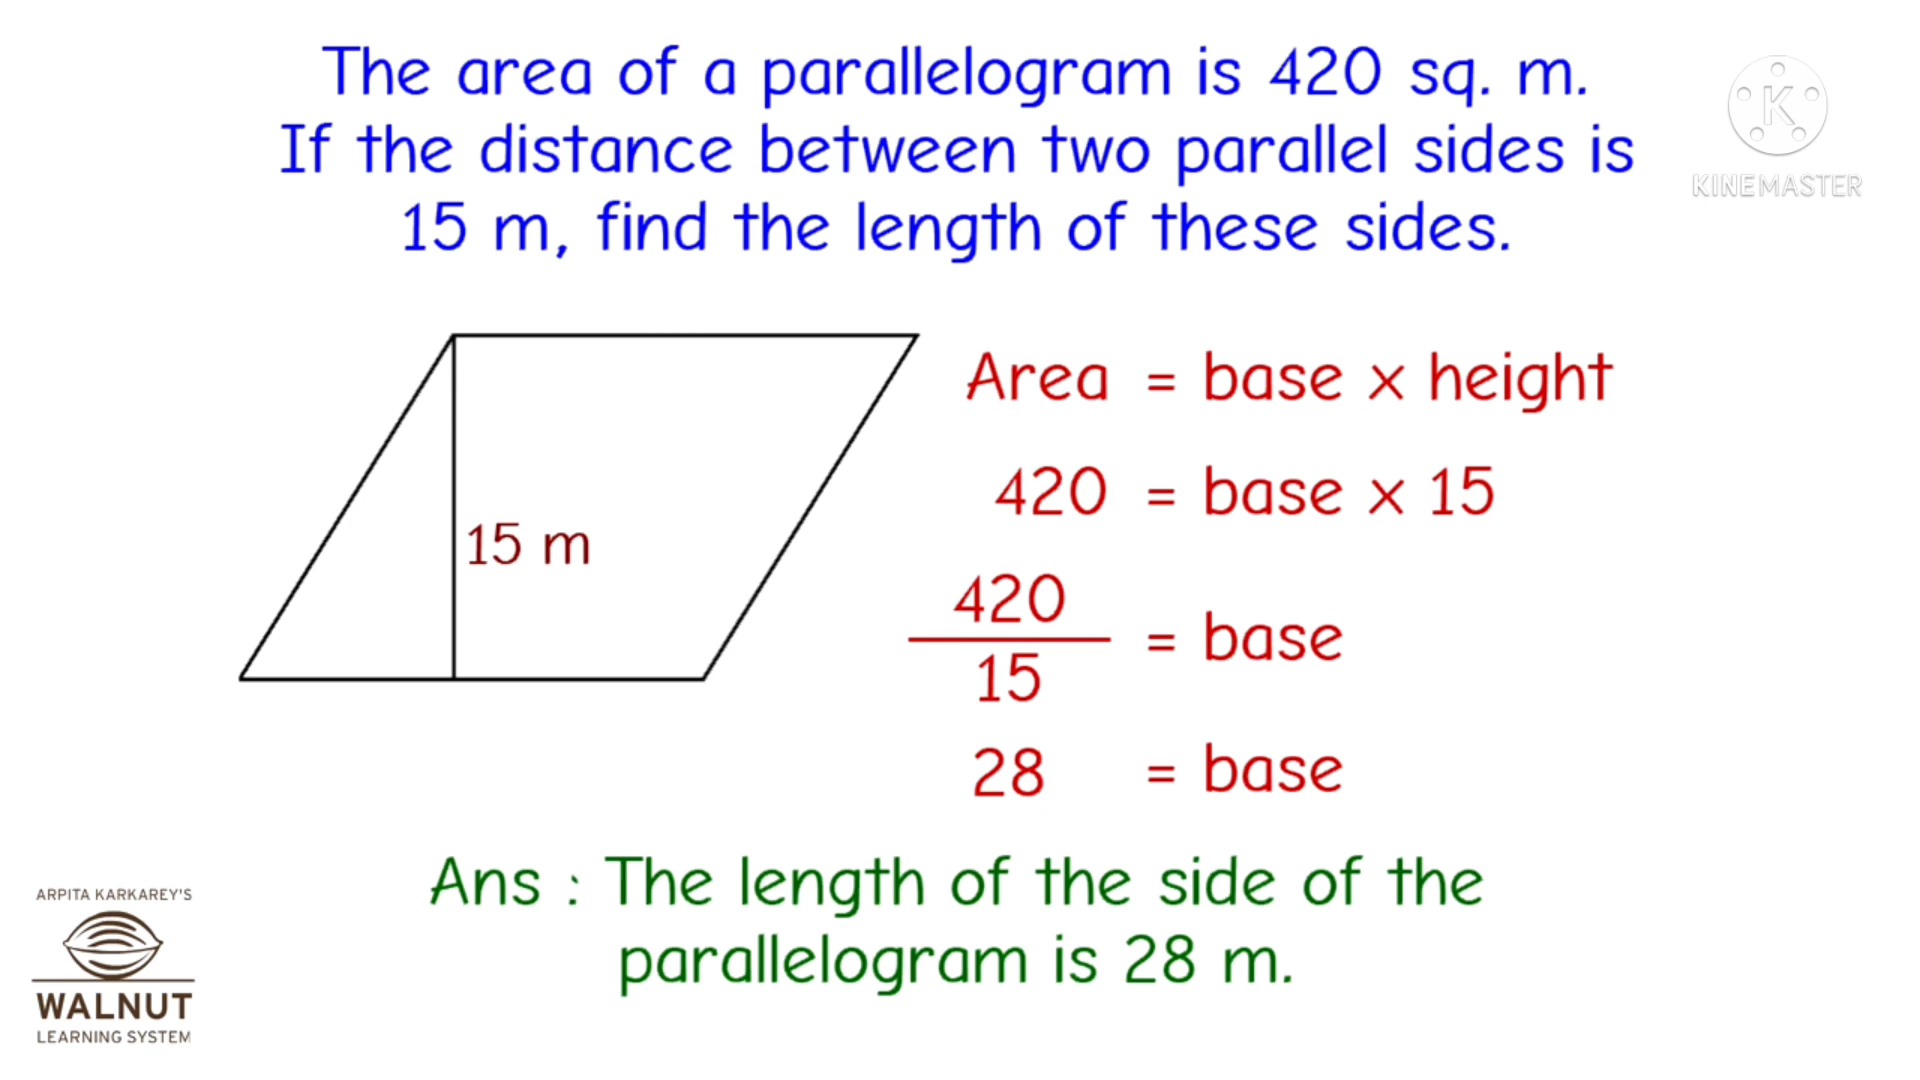 The area of a parallelogram is 420 sq. m.
If the distance between two parallel sides is
15 m, find the length of these sides.
K
KINEMASTER
Area = base x height
420 = base x 15
15 m
420
15
= base
28 = base
Ans : The length of the side of the
parallelogram is 28 m.
ARPITA KARKAREY'S
WALNUT
LEARNING SYSTEM